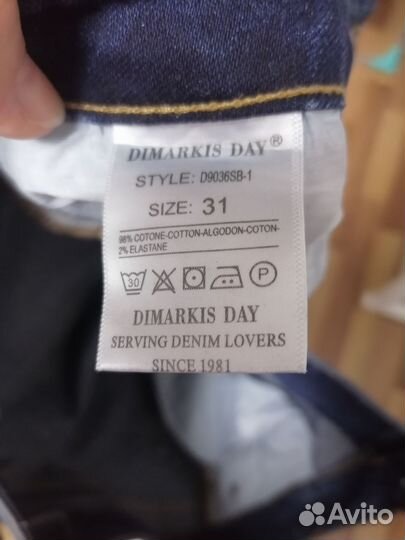 DIMARKIS DAY®
STYLE: D9036SB-1
SIZE: 31
98% COTONE-COTTON-ALGODON-COTON-
2% ELASTANE
30 P
DIMARKIS DAY
SERVING DENIM LOVERS
SINCE 1981
Avito